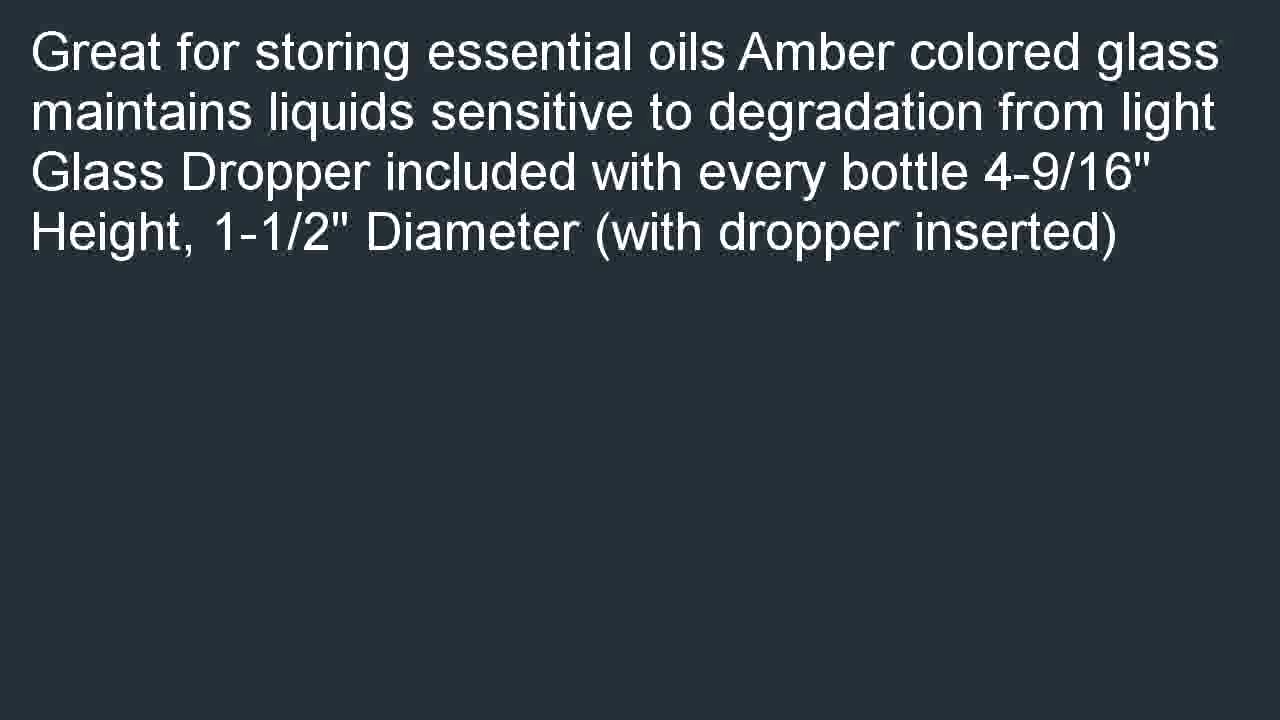 Great for storing essential oils Amber colored glass
maintains liquids sensitive to degradation from light
Glass Dropper included with every bottle 4-9/16"
Height, 1-1/2" Diameter (with dropper inserted)